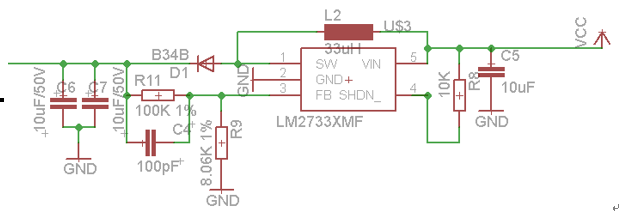 L2
U$3
33uH
VCC
B34B
D1
1
SW
VIN
5
2
GND+
3
FB
SHDN_
4
LM2733XMF
GND
C6
C7
10uF/50V
10uF/50V
GND
R11
100K 1%
C4
100pF
R9
8.06K 1%
GND
10K
R8
C5
10uF
GND